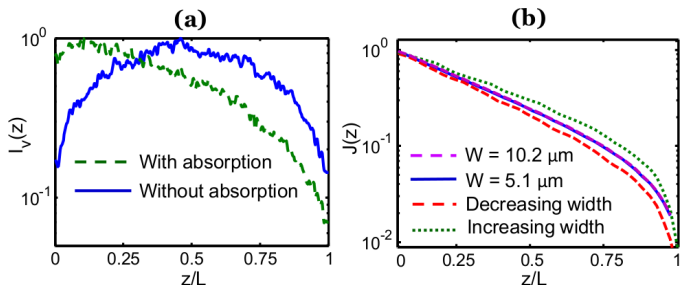 (a)
10^0
10^-1
I_v(z)
With absorption
Without absorption
0
0.25
0.5
0.75
1
z/L
(b)
10^0
10^-1
10^-2
J(z)
W = 10.2 μm
W = 5.1 μm
Decreasing width
Increasing width
0
0.25
0.5
0.75
1
z/L